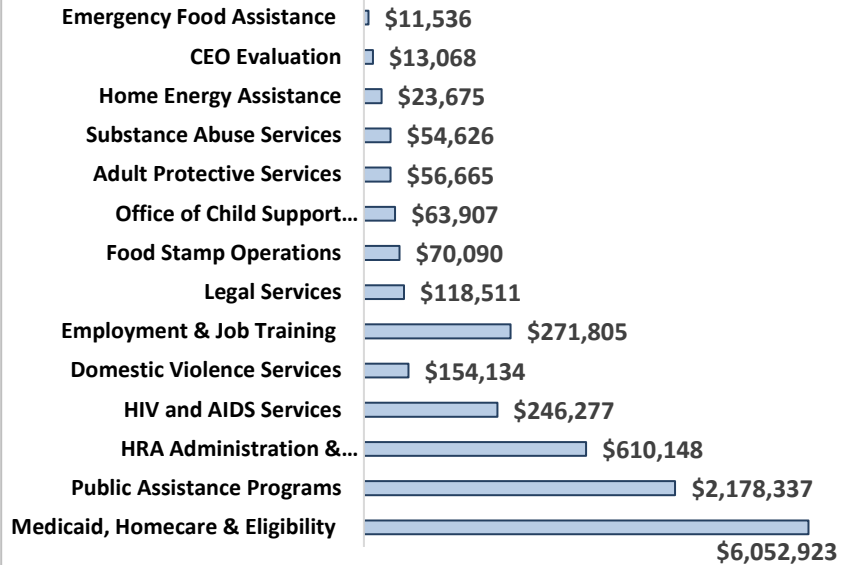 Emergency Food Assistance $11,536
CEO Evaluation $13,068
Home Energy Assistance $23,675
Substance Abuse Services $54,626
Adult Protective Services $56,665
Office of Child Support… $63,907
Food Stamp Operations $70,090
Legal Services $118,511
Employment & Job Training $271,805
Domestic Violence Services $154,134
HIV and AIDS Services $246,277
HRA Administration &… $610,148
Public Assistance Programs $2,178,337
Medicaid, Homecare & Eligibility
$6,052,923